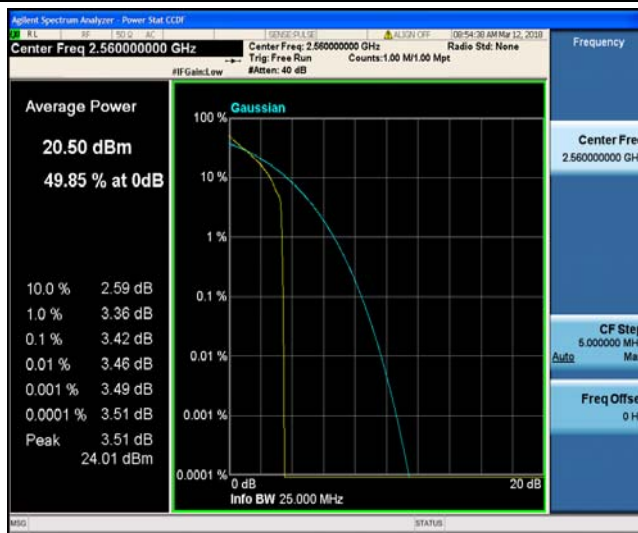 Agilent Spectrum Analyzer - Power Stat CCDF
RL RF 50 Ω AC SENSE:PULSE ALIGN OFF 08:54:38 AM Mar 12, 2018
Center Freq 2.560000000 GHz
Center Freq: 2.560000000 GHz Radio Std: None
Trig: Free Run Counts:1.00 M/1.00 Mpt
#IFGain:Low #Atten: 40 dB
Frequency
Average Power
20.50 dBm
49.85 % at 0dB
10.0 % 2.59 dB
1.0 % 3.36 dB
0.1 % 3.42 dB
0.01 % 3.46 dB
0.001 % 3.49 dB
0.0001 % 3.51 dB
Peak 3.51 dB
24.01 dBm
Gaussian
100 %
10 %
1 %
0.1 %
0.01 %
0.001 %
0.0001 %
0 dB 20 dB
Info BW 25.000 MHz
Center Fre
2.560000000 GH
CF Ste
5.000000 MH
Auto Ma
Freq Offse
0 H
MSG STATUS